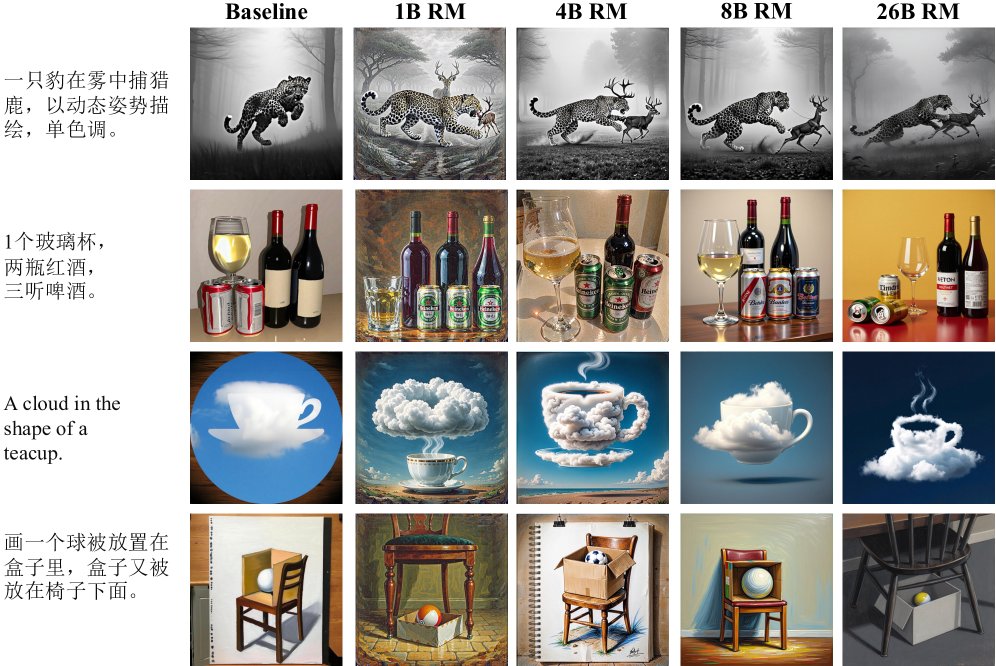 Baseline 1B RM 4B RM 8B RM 26B RM
一只豹在雾中捕猎
鹿，以动态姿势描
绘，单色调。
1个玻璃杯，
两瓶红酒，
三听啤酒。
A cloud in the
shape of a
teacup.
画一个球被放置在
盒子里，盒子又被
放在椅子下面。